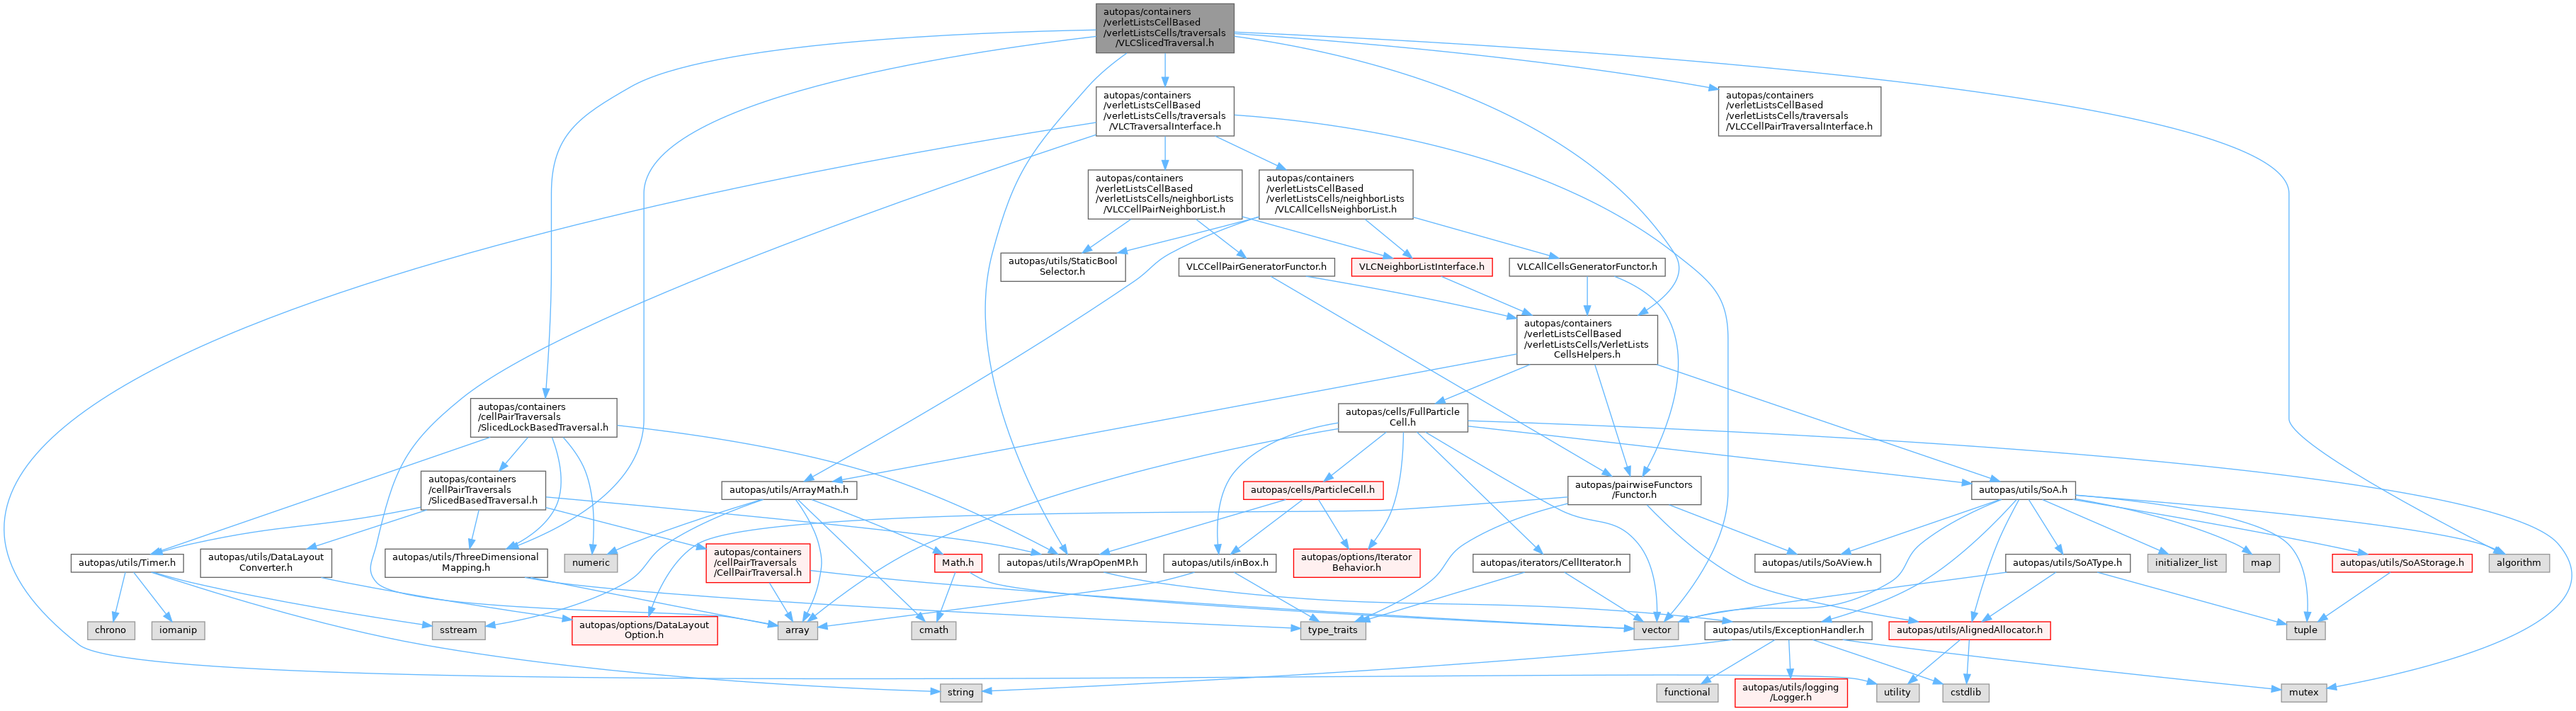 autopas/containers
/verletListsCellBased
/verletListsCells/traversals
/VLCSlicedTraversal.h
autopas/containers
/verletListsCellBased
/verletListsCells/traversals
/VLCTraversalInterface.h
autopas/containers
/verletListsCellBased
/verletListsCells/traversals
/VLCCellPairTraversalInterface.h
autopas/containers
/verletListsCellBased
/verletListsCells/neighborLists
/VLCCellPairNeighborList.h
autopas/containers
/verletListsCellBased
/verletListsCells/neighborLists
/VLCAllCellsNeighborList.h
autopas/utils/StaticBool
Selector.h
VLCCellPairGeneratorFunctor.h
VLCNeighborListInterface.h
VLCAllCellsGeneratorFunctor.h
autopas/containers
/verletListsCellBased
/verletListsCells/VerletLists
CellsHelpers.h
autopas/containers
/cellPairTraversals
/SlicedLockBasedTraversal.h
autopas/cells/FullParticle
Cell.h
autopas/containers
/cellPairTraversals
/SlicedBasedTraversal.h
autopas/utils/ArrayMath.h
autopas/cells/ParticleCell.h
autopas/pairwiseFunctors
/Functor.h
autopas/utils/SoA.h
autopas/utils/Timer.h
autopas/utils/DataLayout
Converter.h
autopas/utils/ThreeDimensional
Mapping.h
numeric
autopas/containers
/cellPairTraversals
/CellPairTraversal.h
Math.h
autopas/utils/WrapOpenMP.h
autopas/utils/inBox.h
autopas/options/Iterator
Behavior.h
autopas/iterators/CellIterator.h
autopas/utils/SoAView.h
autopas/utils/SoAType.h
initializer_list
map
autopas/utils/SoAStorage.h
algorithm
chrono
iomanip
sstream
autopas/options/DataLayout
Option.h
array
cmath
type_traits
vector
autopas/utils/ExceptionHandler.h
autopas/utils/AlignedAllocator.h
tuple
string
functional
autopas/utils/logging
/Logger.h
utility
cstdlib
mutex